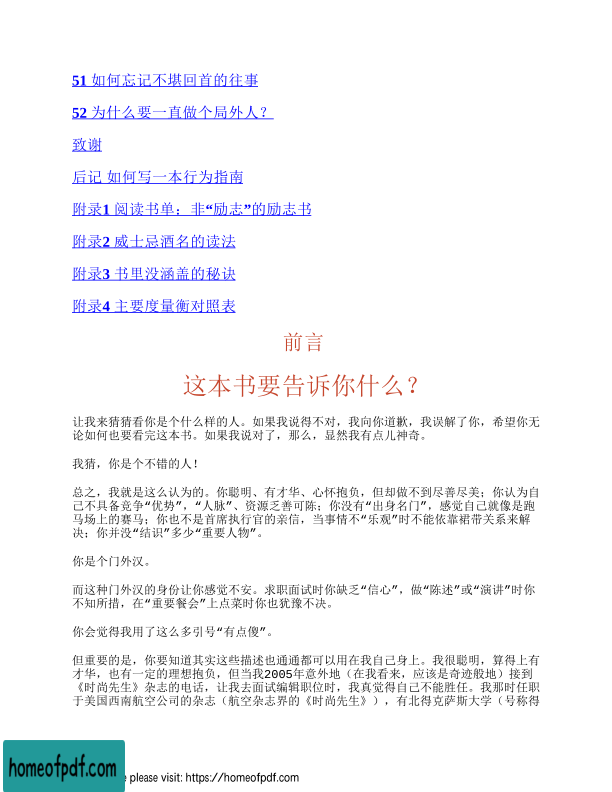 51 如何忘记不堪回首的往事
52 为什么要一直做个局外人？
致谢
后记 如何写一本行为指南
附录1 阅读书单：非“励志”的励志书
附录2 威士忌酒名的读法
附录3 书里没涵盖的秘诀
附录4 主要度量衡对照表
前言
这本书要告诉你什么？
让我来猜猜看你是个什么样的人。如果我说得不对，我向你道歉，我误解了你，希望你无
论如何也要看完这本书。如果我说对了，那么，显然我有点儿神奇。
我猜，你是个不错的人！
总之，我就是这么认为的。你聪明、有才华、心怀抱负，但却做不到尽善尽美；你认为自
己不具备竞争“优势”，“人脉”、资源乏善可陈；你没有“出身名门”，感觉自己就像是跑
马场上的赛马；你也不是首席执行官的亲信，当事情不“乐观”时不能依靠裙带关系来解
决；你并没“结识”多少“重要人物”。
你是个门外汉。
而这种门外汉的身份让你感觉不安。求职面试时你缺乏“信心”，做“陈述”或“演讲”时你
不知所措，在“重要餐会”上点菜时你也犹豫不决。
你会觉得我用了这么多引号“有点傻”。
但重要的是，你要知道其实这些描述也通通都可以用在我自己身上。我很聪明，算得上有
才华，也有一定的理想抱负，但当我2005年意外地（在我看来，应该是奇迹般地）接到
《时尚先生》杂志的电话，让我去面试编辑职位时，我真觉得自己不能胜任。我那时任职
于美国西南航空公司的杂志（航空杂志界的《时尚先生》），有北得克萨斯大学（号称得
homeofpdf.com
e please visit: https://homeofpdf.com